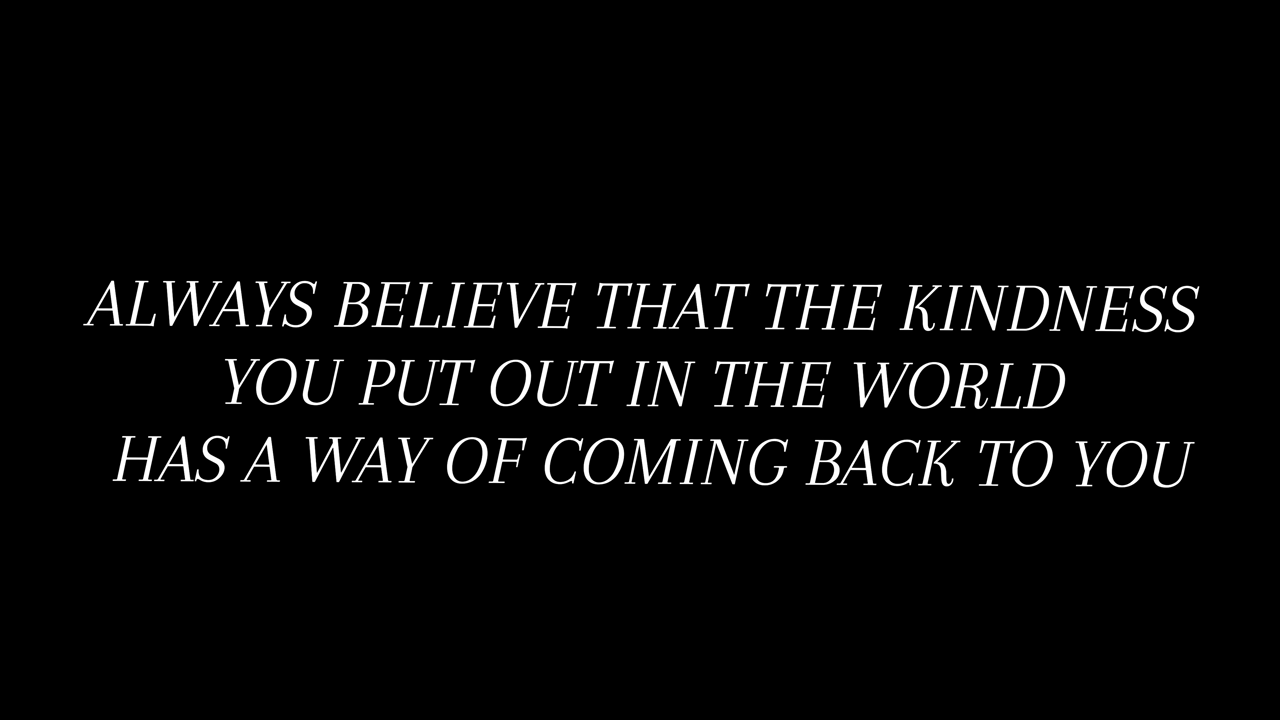 ALWAYS BELIEVE THAT THE KINDNESS
YOU PUT OUT IN THE WORLD
HAS A WAY OF COMING BACK TO YOU